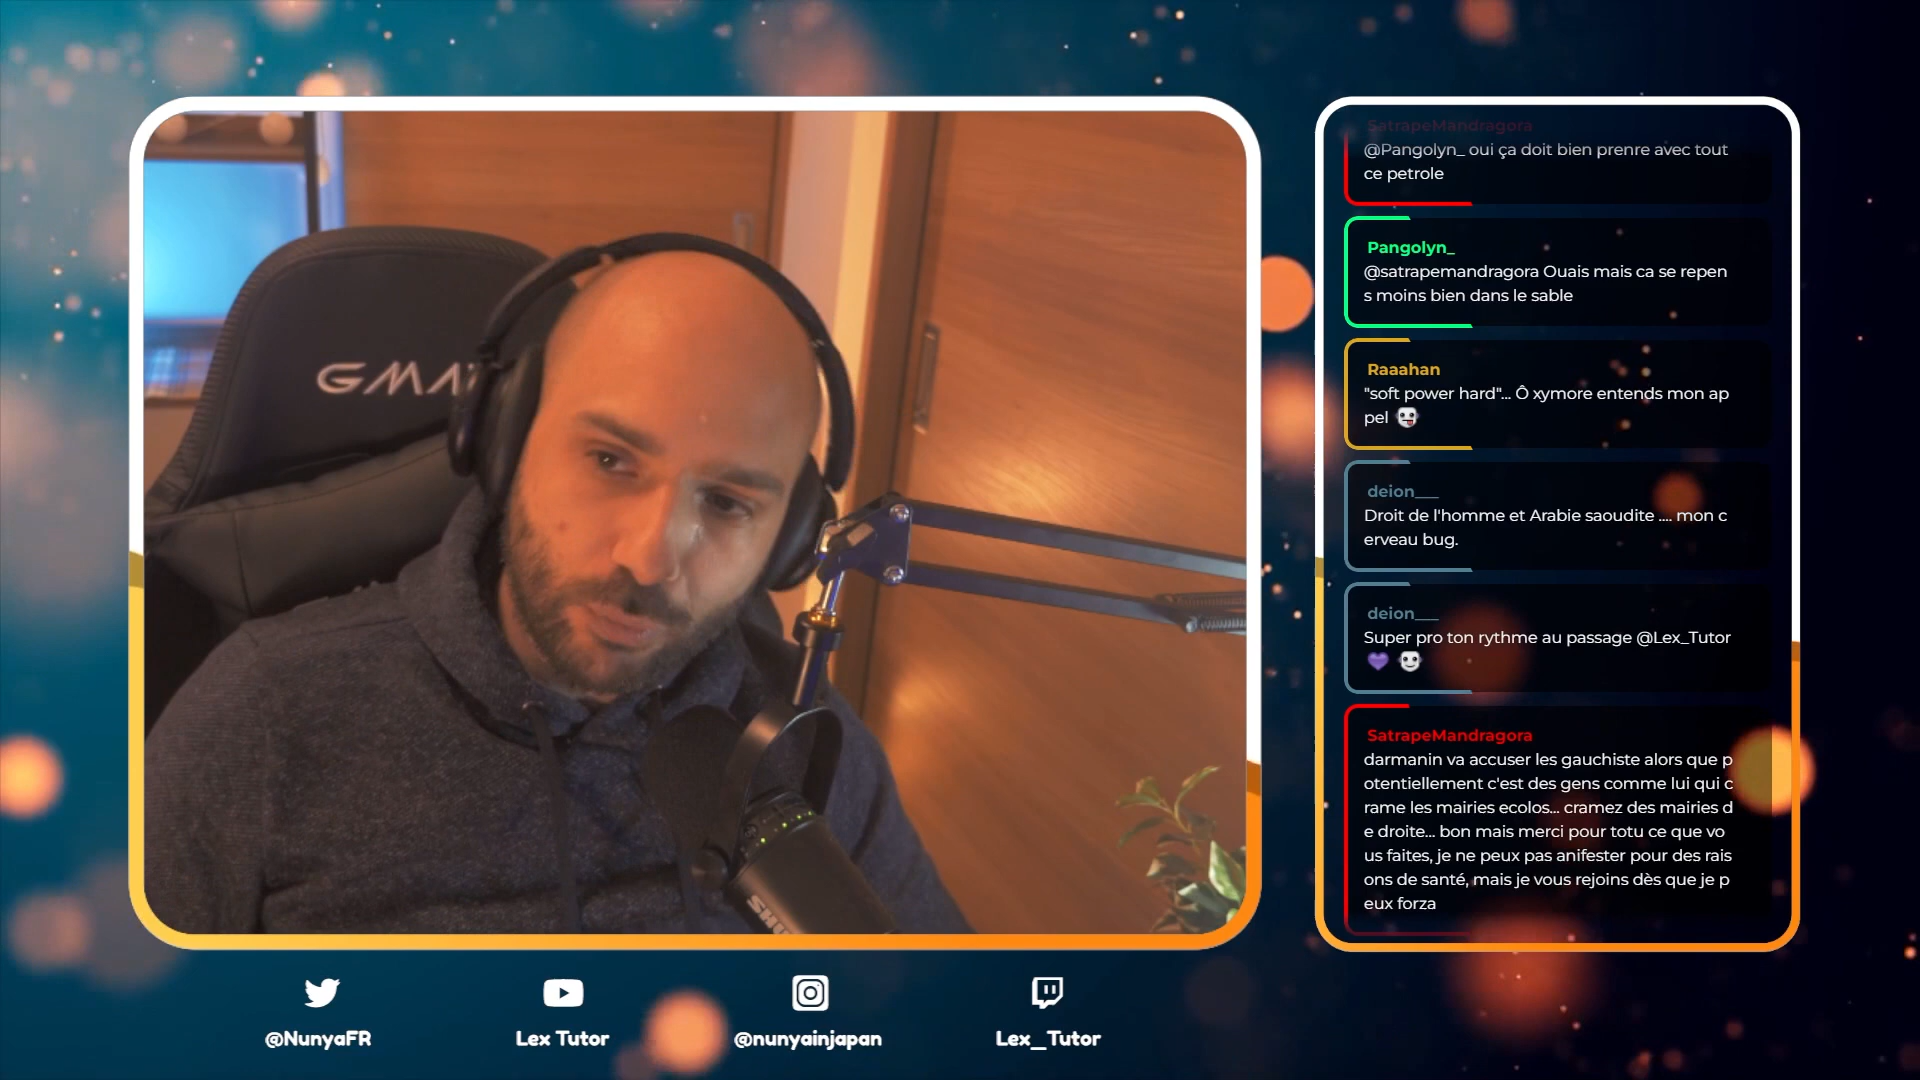 SatrapeMandragora
@Pangolyn_ oui ça doit bien prenre avec tout
ce petrole
Pangolyn_
@satrapemandragora Ouais mais ca se repen
s moins bien dans le sable
Raaahan
"soft power hard"... Ô xymore entends mon ap
pel
deion___
Droit de l'homme et Arabie saoudite .... mon c
erveau bug.
deion___
Super pro ton rythme au passage @Lex_Tutor
SatrapeMandragora
darmanin va accuser les gauchiste alors que p
otentiellement c'est des gens comme lui qui c
rame les mairies ecolos... cramez des mairies d
e droite... bon mais merci pour totu ce que vo
us faites, je ne peux pas anifester pour des rais
ons de santé, mais je vous rejoins dès que je p
eux forza
@NunyaFR
Lex Tutor
@nunyainjapan
Lex_Tutor